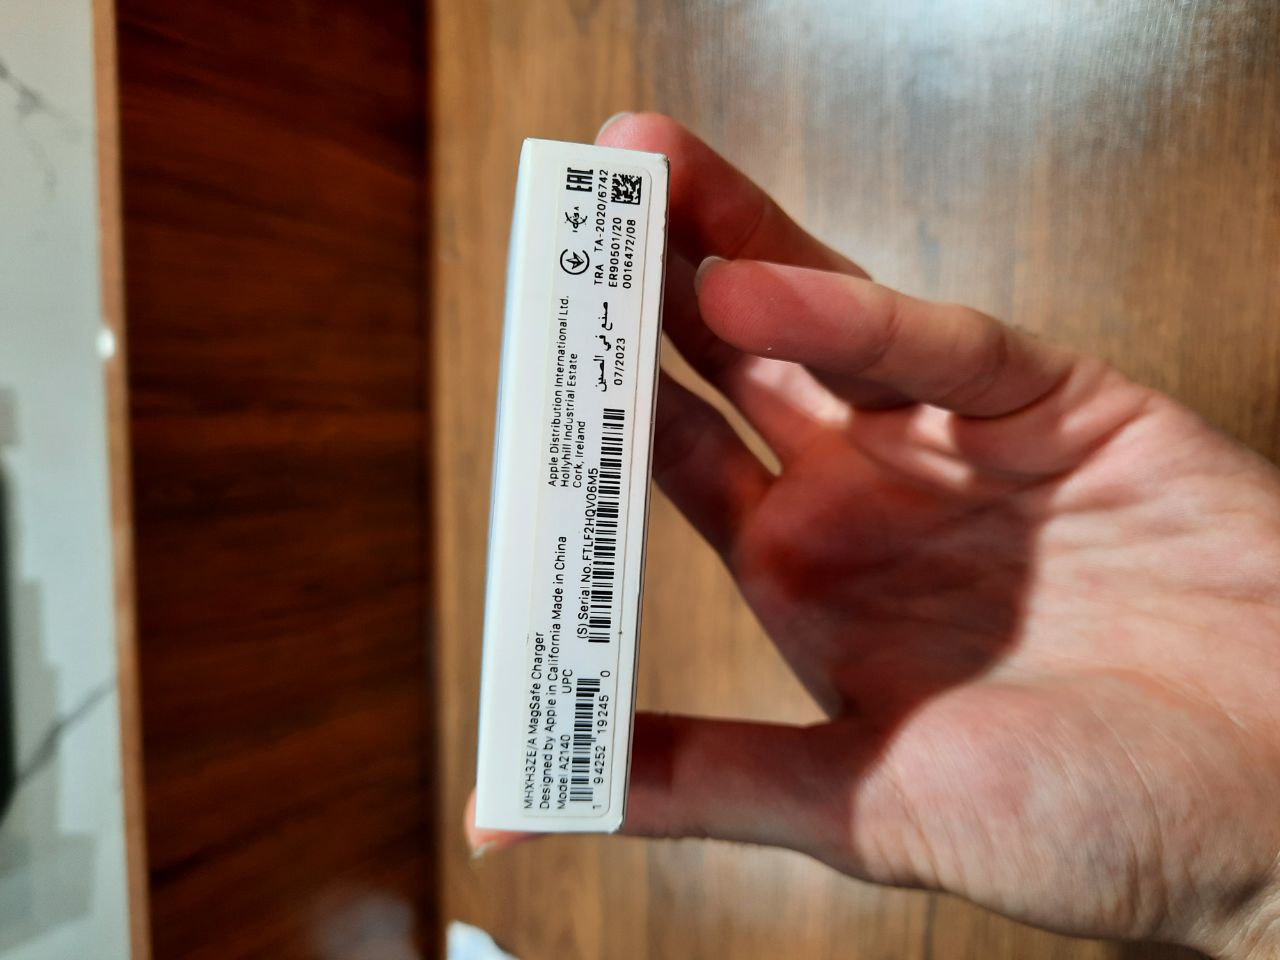 MHXH3ZE/A MagSafe Charger
Designed by Apple in California Made in China
Model A2140
UPC
1 94252 19245 0
(S) Serial No. FTLF2HQV06M5
Apple Distribution International Ltd.
Hollyhill Industrial Estate
Cork, Ireland
صنع في الصين
07/2023
ICASA
EAC
TRA TA-2020/6742
ER90501/20
0016472/08